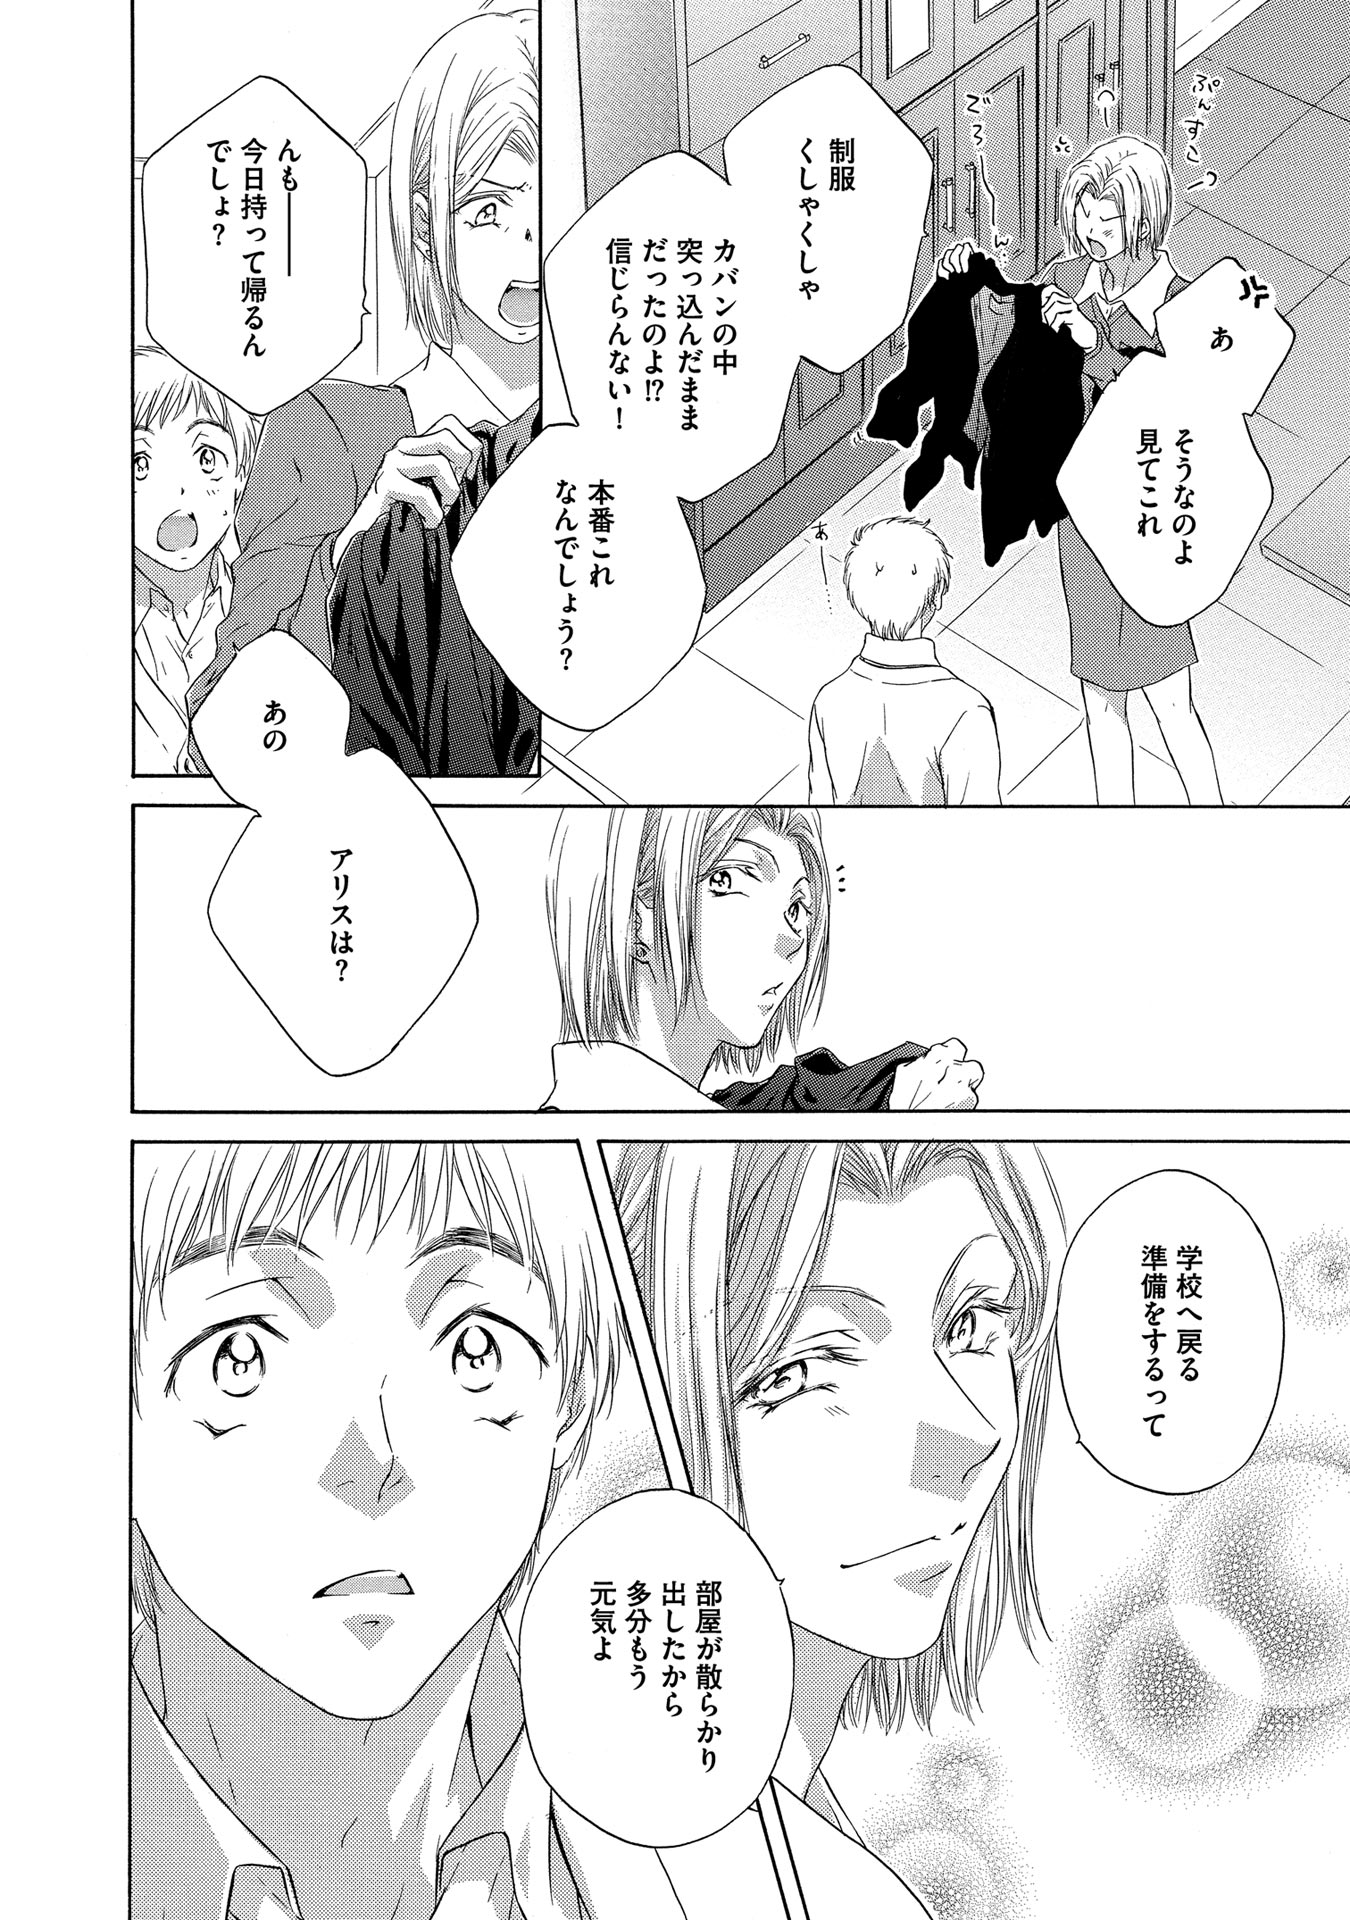 あ
そうなのよ
見てこれ
ぷんすこーっ
でろーん
あ
制服
くしゃくしゃ
カバンの中
突っ込んだまま
だったのよ!?
信じらんない!
本番これ
なんでしょう?
んも――
今日持って帰るん
でしょ?
あの
アリスは?
学校へ戻る
準備をするって
部屋が散らかり
出したから
多分もう
元気よ